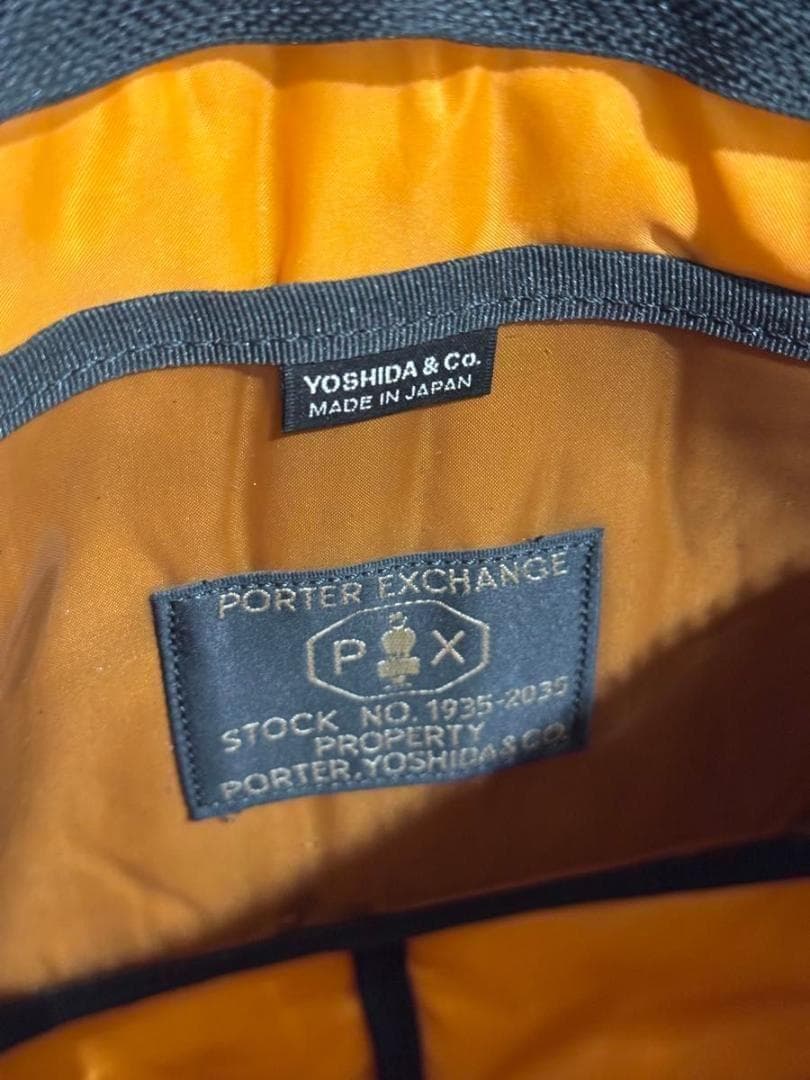 YOSHIDA & Co.
MADE IN JAPAN
PORTER EXCHANGE
P X
STOCK NO. 1935-2035
PROPERTY
PORTER.YOSHIDA & CO.